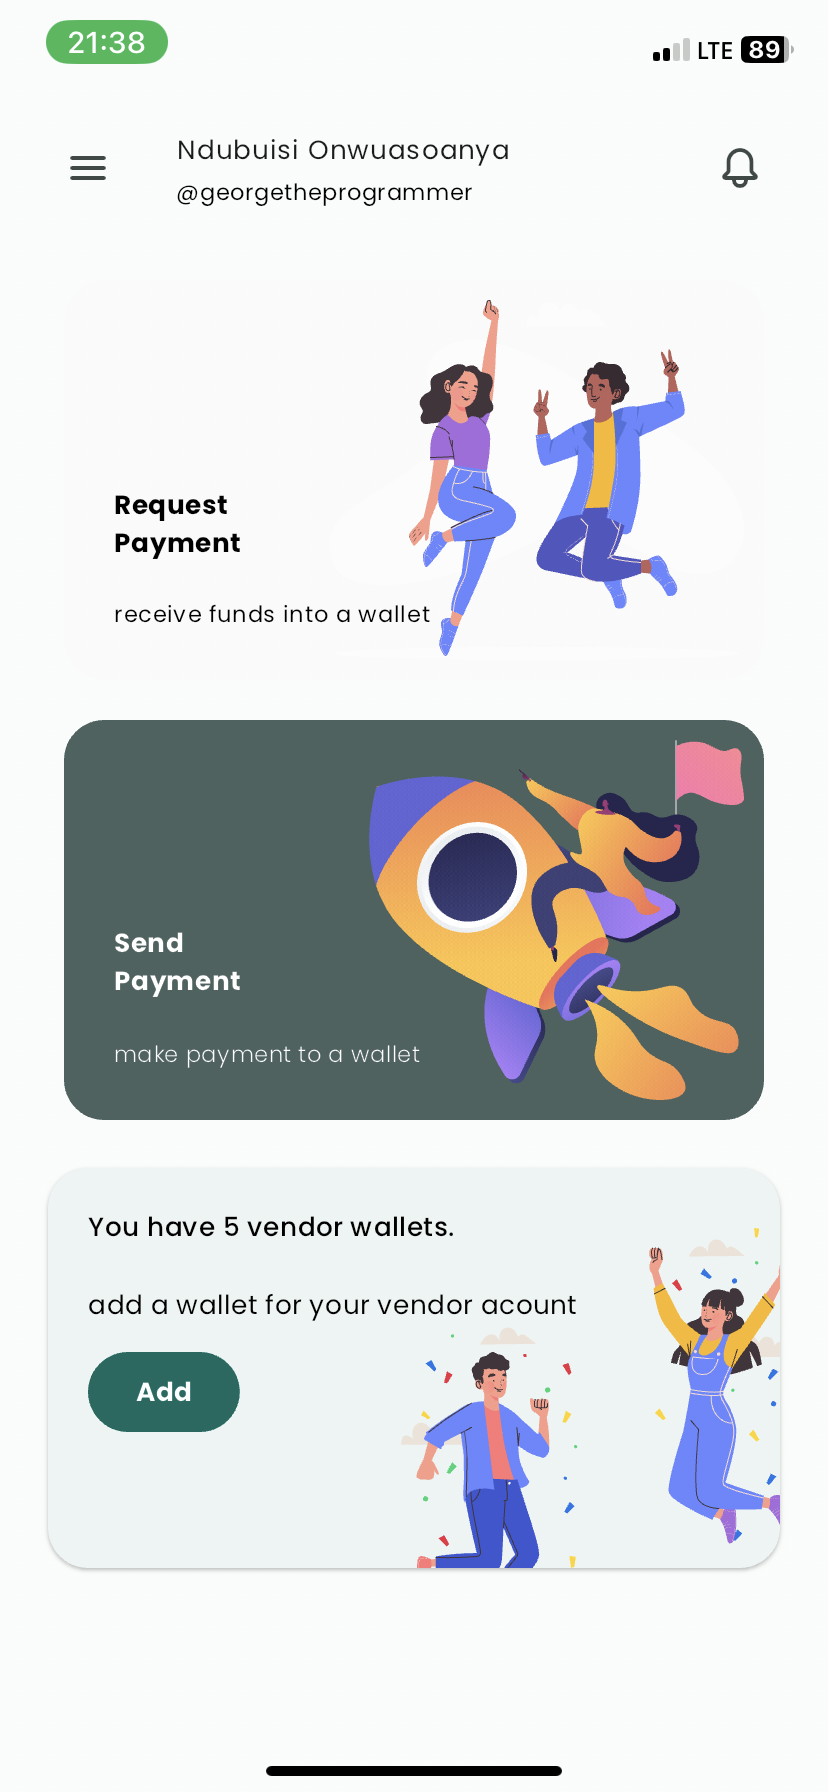 21:38
LTE 89
Ndubuisi Onwuasoanya
@georgetheprogrammer
Request
Payment
receive funds into a wallet
Send
Payment
make payment to a wallet
You have 5 vendor wallets.
add a wallet for your vendor acount
Add